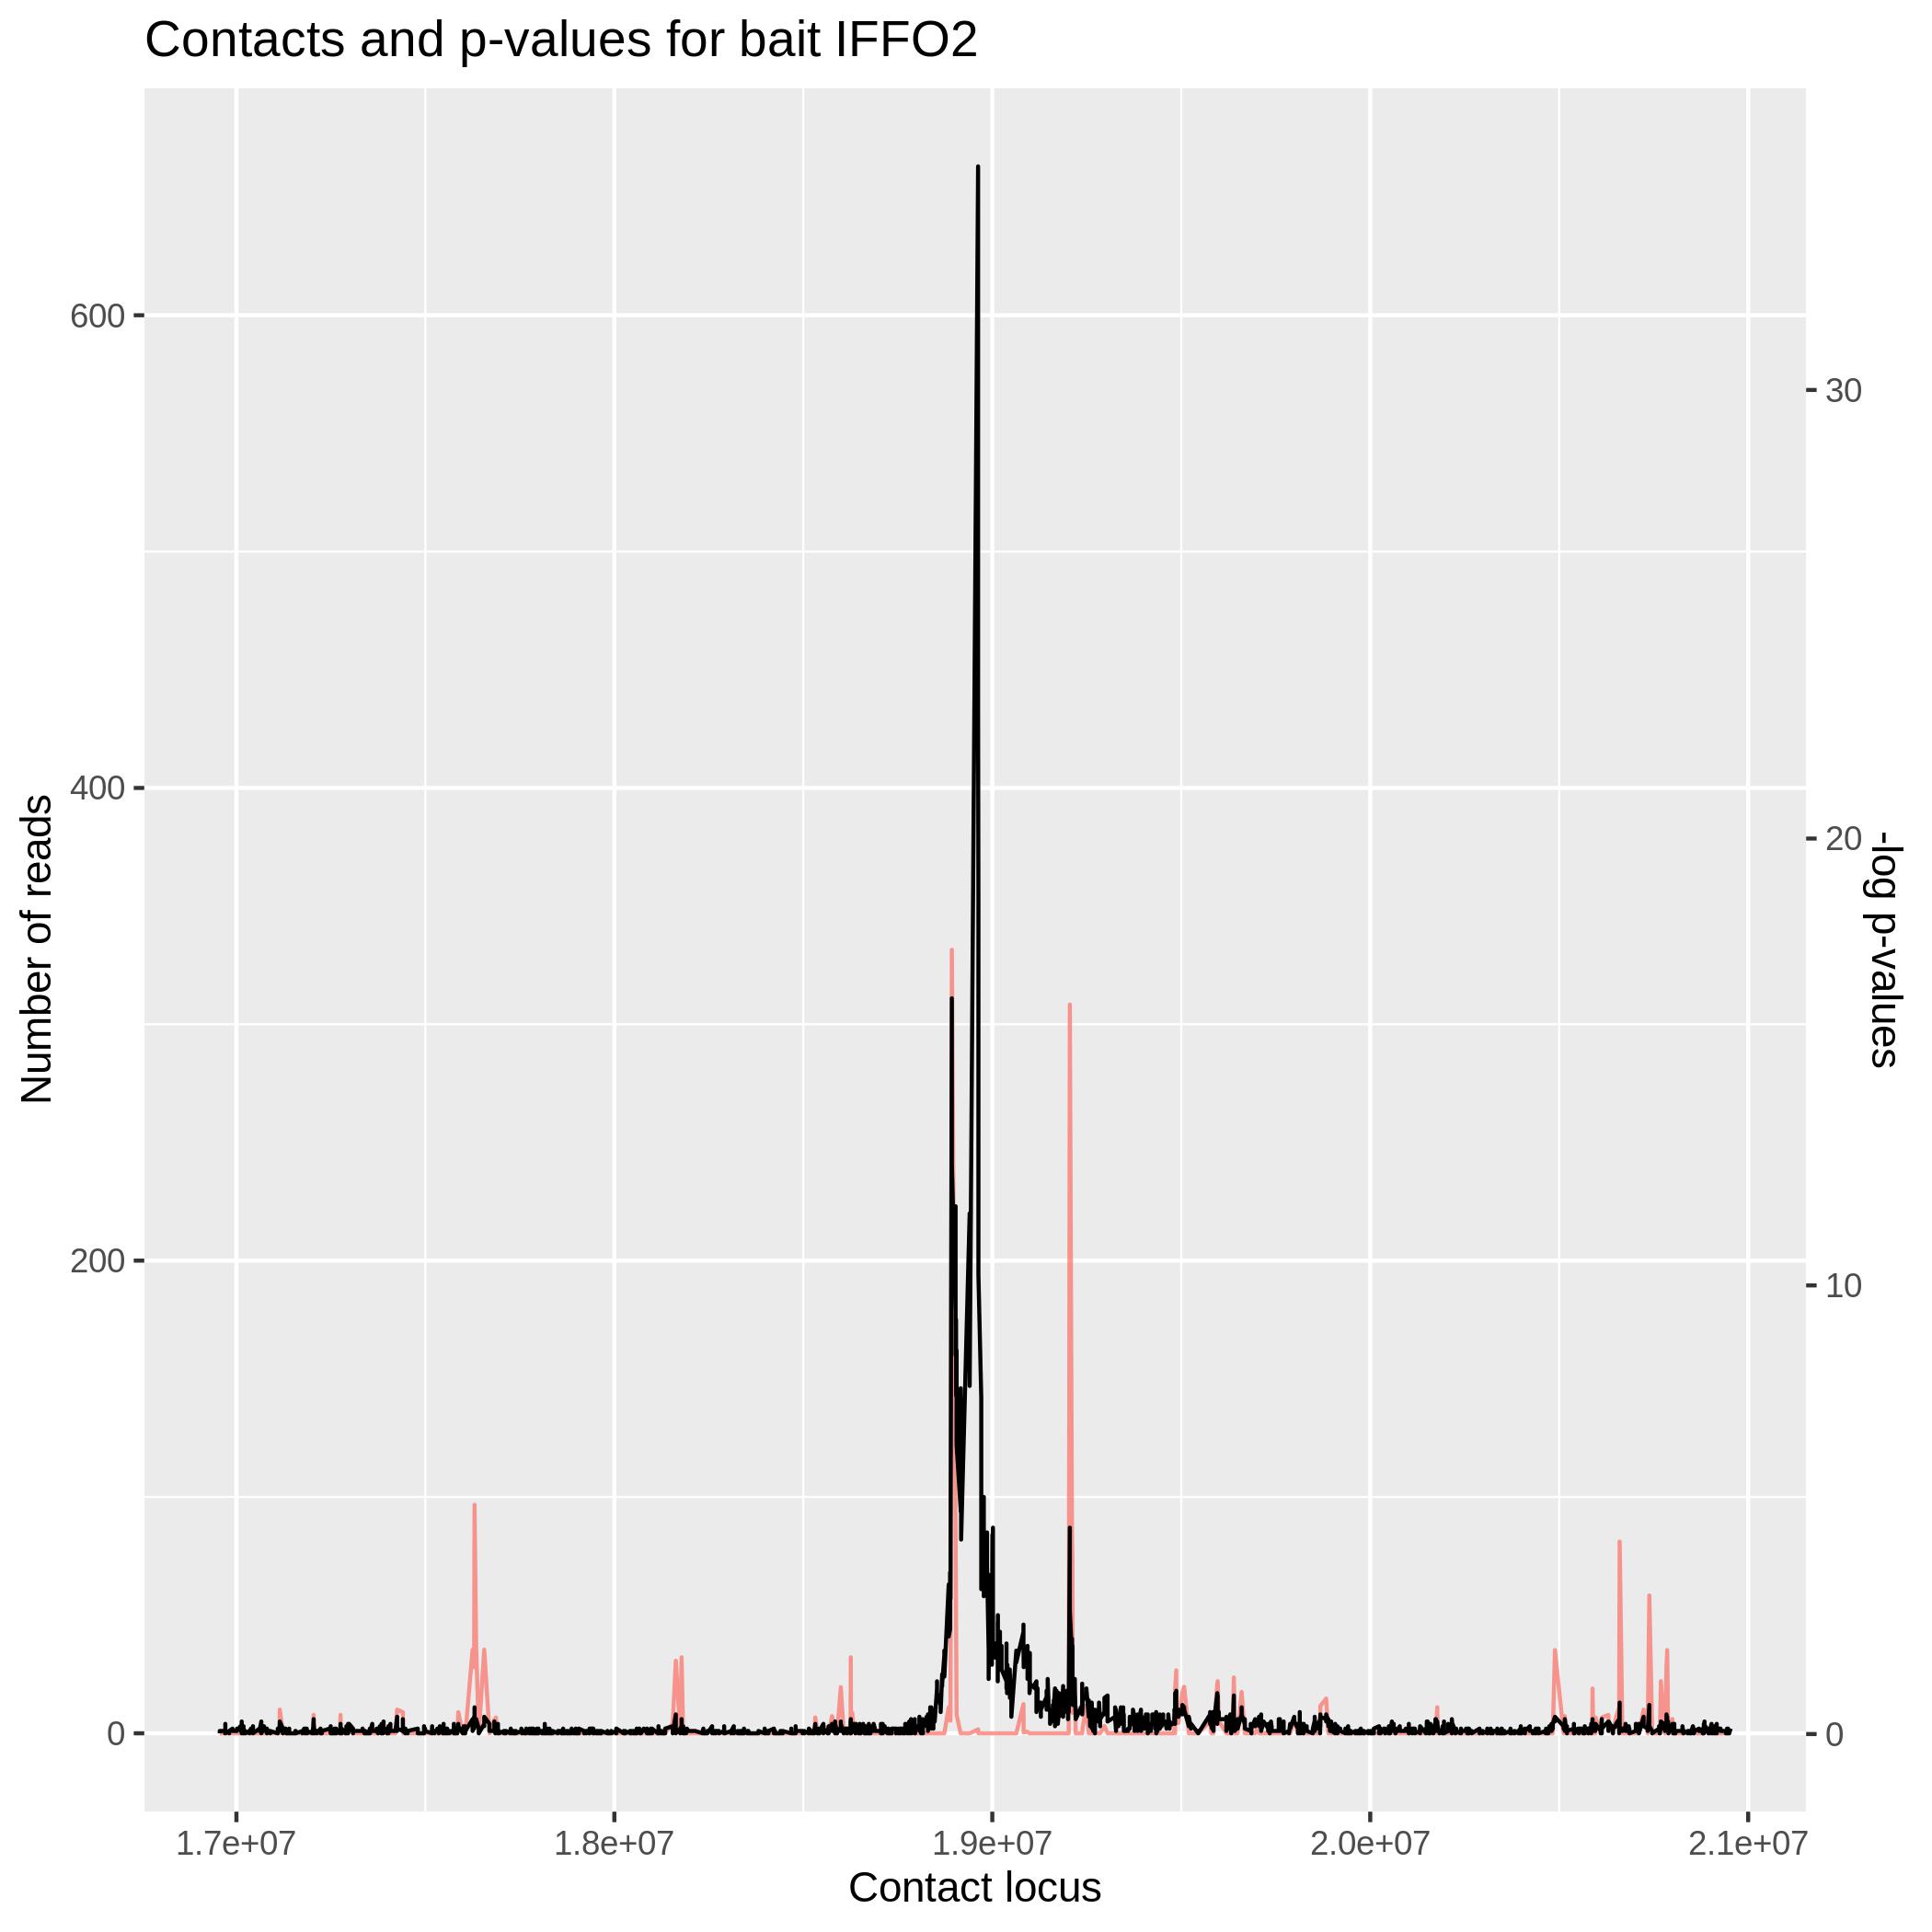 Contacts and p-values for bait IFFO2
600
400
200
0
30
20
10
0
Number of reads
-log p-values
1.7e+07 1.8e+07 1.9e+07 2.0e+07 2.1e+07
Contact locus